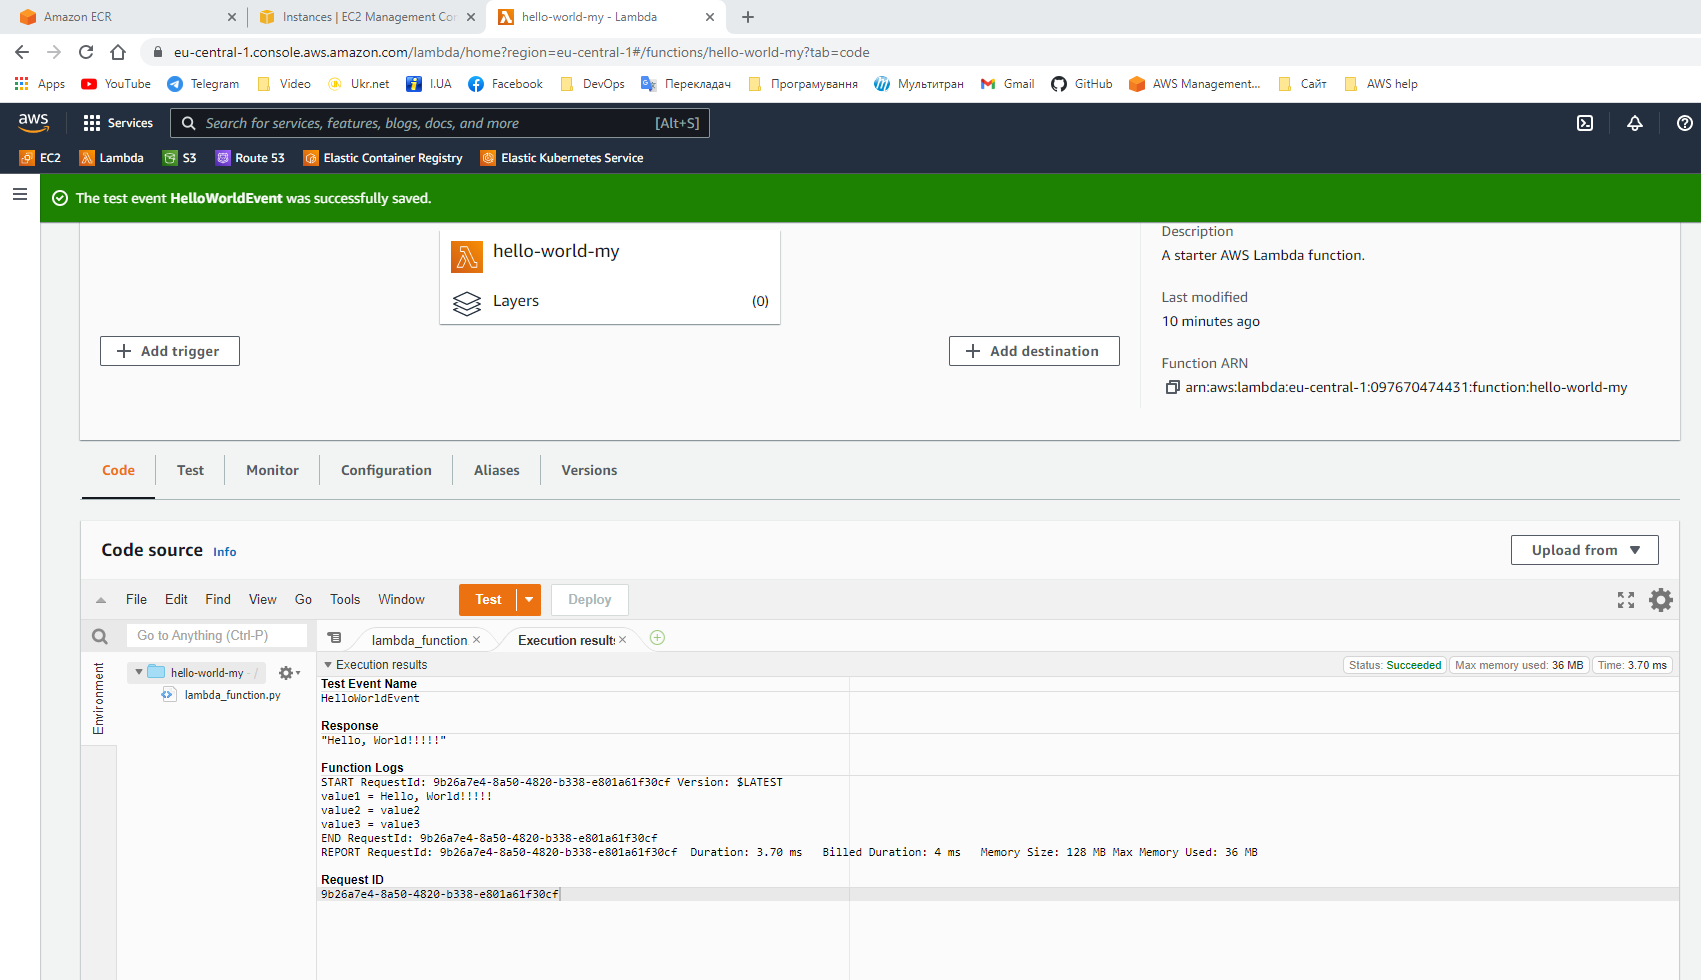 Amazon ECR
Instances | EC2 Management Cor
hello-world-my - Lambda
eu-central-1.console.aws.amazon.com/lambda/home?region=eu-central-1#/functions/hello-world-my?tab=code
Apps YouTube Telegram Video Ukr.net I.UA Facebook DevOps Перекладач Програмування Мультитран Gmail GitHub AWS Management... Сайт AWS help
aws Services Search for services, features, blogs, docs, and more [Alt+S]
EC2 Lambda S3 Route 53 Elastic Container Registry Elastic Kubernetes Service
The test event HelloWorldEvent was successfully saved.
hello-world-my
Layers (0)
Add trigger
Add destination
Description
A starter AWS Lambda function.
Last modified
10 minutes ago
Function ARN
arn:aws:lambda:eu-central-1:097670474431:function:hello-world-my
Code Test Monitor Configuration Aliases Versions
Code source Info
Upload from
File Edit Find View Go Tools Window Test Deploy
Go to Anything (Ctrl-P)
lambda_function Execution results
Environment
hello-world-my - /
lambda_function.py
Execution results
Status: Succeeded Max memory used: 36 MB Time: 3.70 ms
Test Event Name
HelloWorldEvent
Response
"Hello, World!!!!!"
Function Logs
START RequestId: 9b26a7e4-8a50-4820-b338-e801a61f30cf Version: $LATEST
value1 = Hello, World!!!!!
value2 = value2
value3 = value3
END RequestId: 9b26a7e4-8a50-4820-b338-e801a61f30cf
REPORT RequestId: 9b26a7e4-8a50-4820-b338-e801a61f30cf Duration: 3.70 ms Billed Duration: 4 ms Memory Size: 128 MB Max Memory Used: 36 MB
Request ID
9b26a7e4-8a50-4820-b338-e801a61f30cf